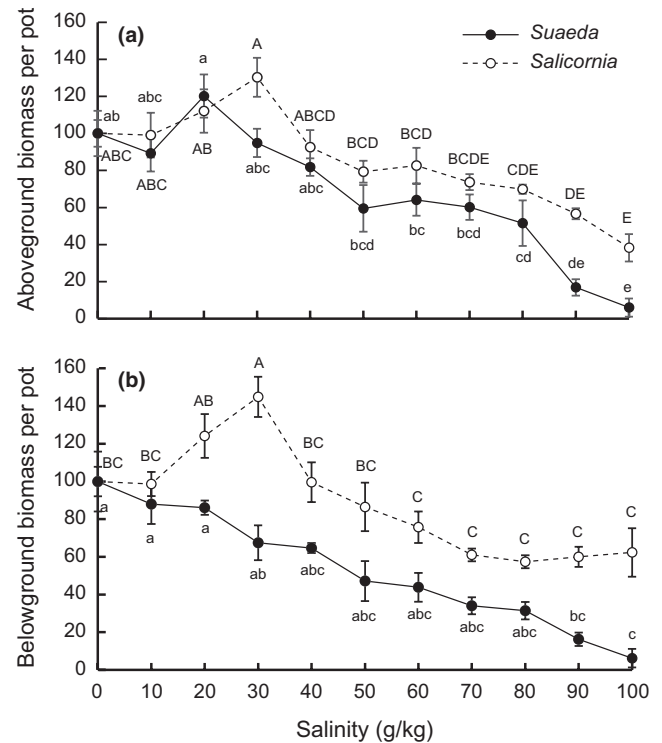 160
140
120
100
80
60
40
20
0
Aboveground biomass per pot
(a)
Suaeda
Salicornia
ab
ABC
abc
ABC
a
AB
A
abc
ABCD
abc
BCD
bcd
BCD
bc
BCDE
bcd
CDE
cd
DE
de
E
e
160
140
120
100
80
60
40
20
0
Belowground biomass per pot
(b)
BC
a
BC
a
AB
a
A
ab
BC
abc
BC
abc
C
abc
C
abc
C
abc
C
bc
C
c
0 10 20 30 40 50 60 70 80 90 100
Salinity (g/kg)